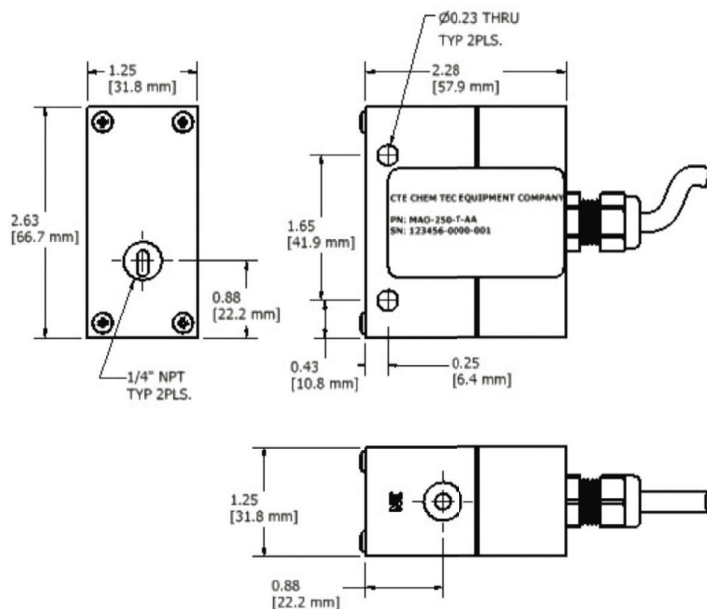 Ø0.23 THRU
TYP 2PLS.
1.25
[31.8 mm]
2.28
[57.9 mm]
2.63
[66.7 mm]
1.65
[41.9 mm]
CTE CHEM TEC EQUIPMENT COMPANY
PN: MAO-250-T-AA
SN: 123456-0000-001
0.88
[22.2 mm]
0.43
[10.8 mm]
0.25
[6.4 mm]
1/4" NPT
TYP 2PLS.
1.25
[31.8 mm]
0.88
[22.2 mm]